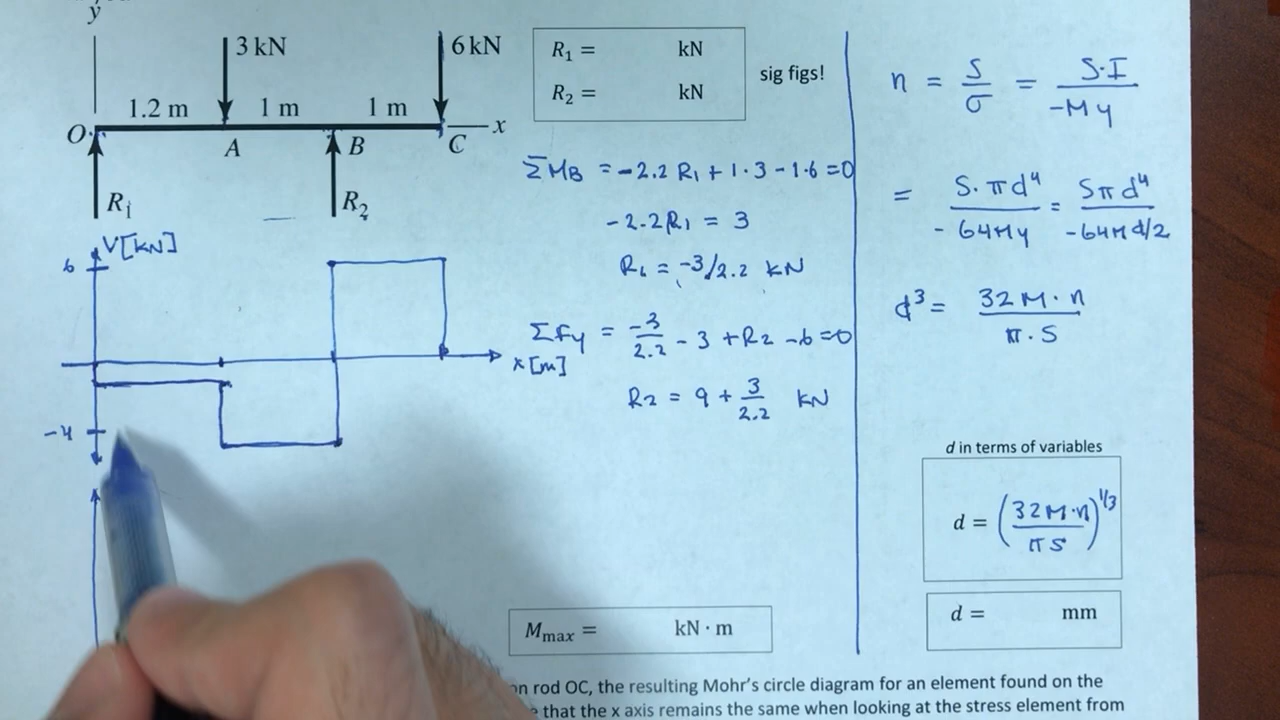 y
3 kN
6 kN
1.2 m
1 m
1 m
O
A
B
C
x
R1
R2
R1 = kN
R2 = kN
sig figs!
ΣMB = -2.2 R1 + 1·3 - 1·6 = 0
-2.2R1 = 3
R1 = -3/2.2 kN
ΣFy = -3/2.2 - 3 + R2 - 6 = 0
R2 = 9 + 3/2.2 kN
V[kN]
6
-4
x [m]
n = S/σ = S·I/-My
= S·πd⁴/-64My = Sπd⁴/-64Md/2
d³ = 32M·n/π·S
d in terms of variables
d = (32M·n/πS)^1/3
d = mm
Mmax = kN · m
on rod OC, the resulting Mohr's circle diagram for an element found on the
that the x axis remains the same when looking at the stress element from